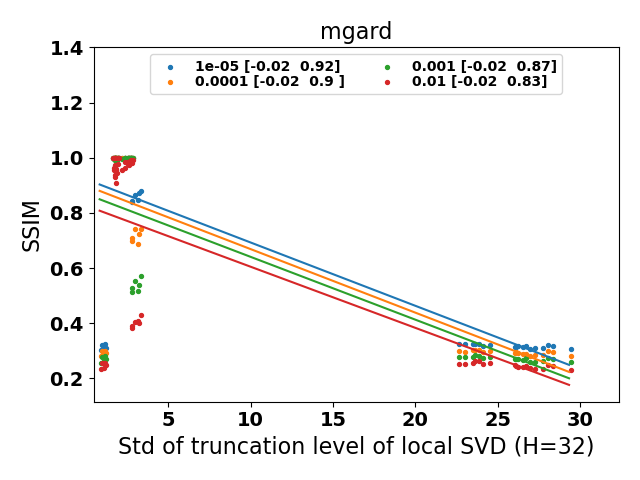 mgard
1e-05 [-0.02 0.92]
0.0001 [-0.02 0.9 ]
0.001 [-0.02 0.87]
0.01 [-0.02 0.83]
1.4
1.2
1.0
0.8
0.6
0.4
0.2
SSIM
5 10 15 20 25 30
Std of truncation level of local SVD (H=32)